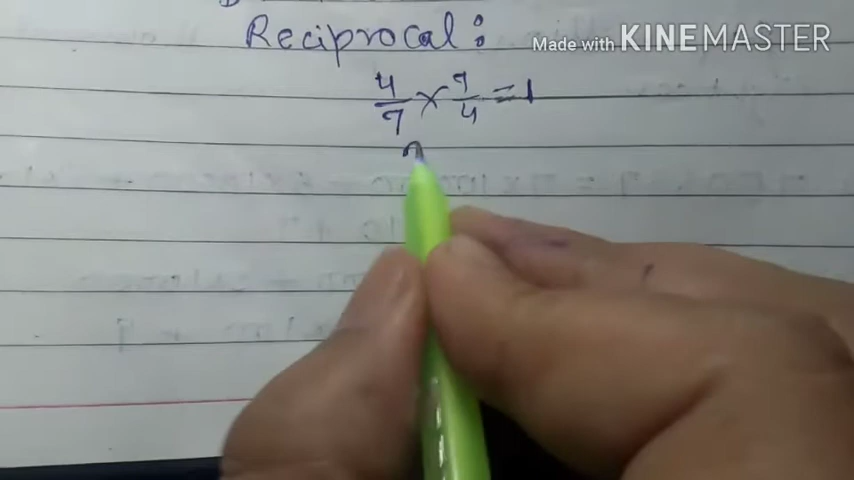 Reciprocal:
Made with KINEMASTER
4/7 × 7/4 = 1